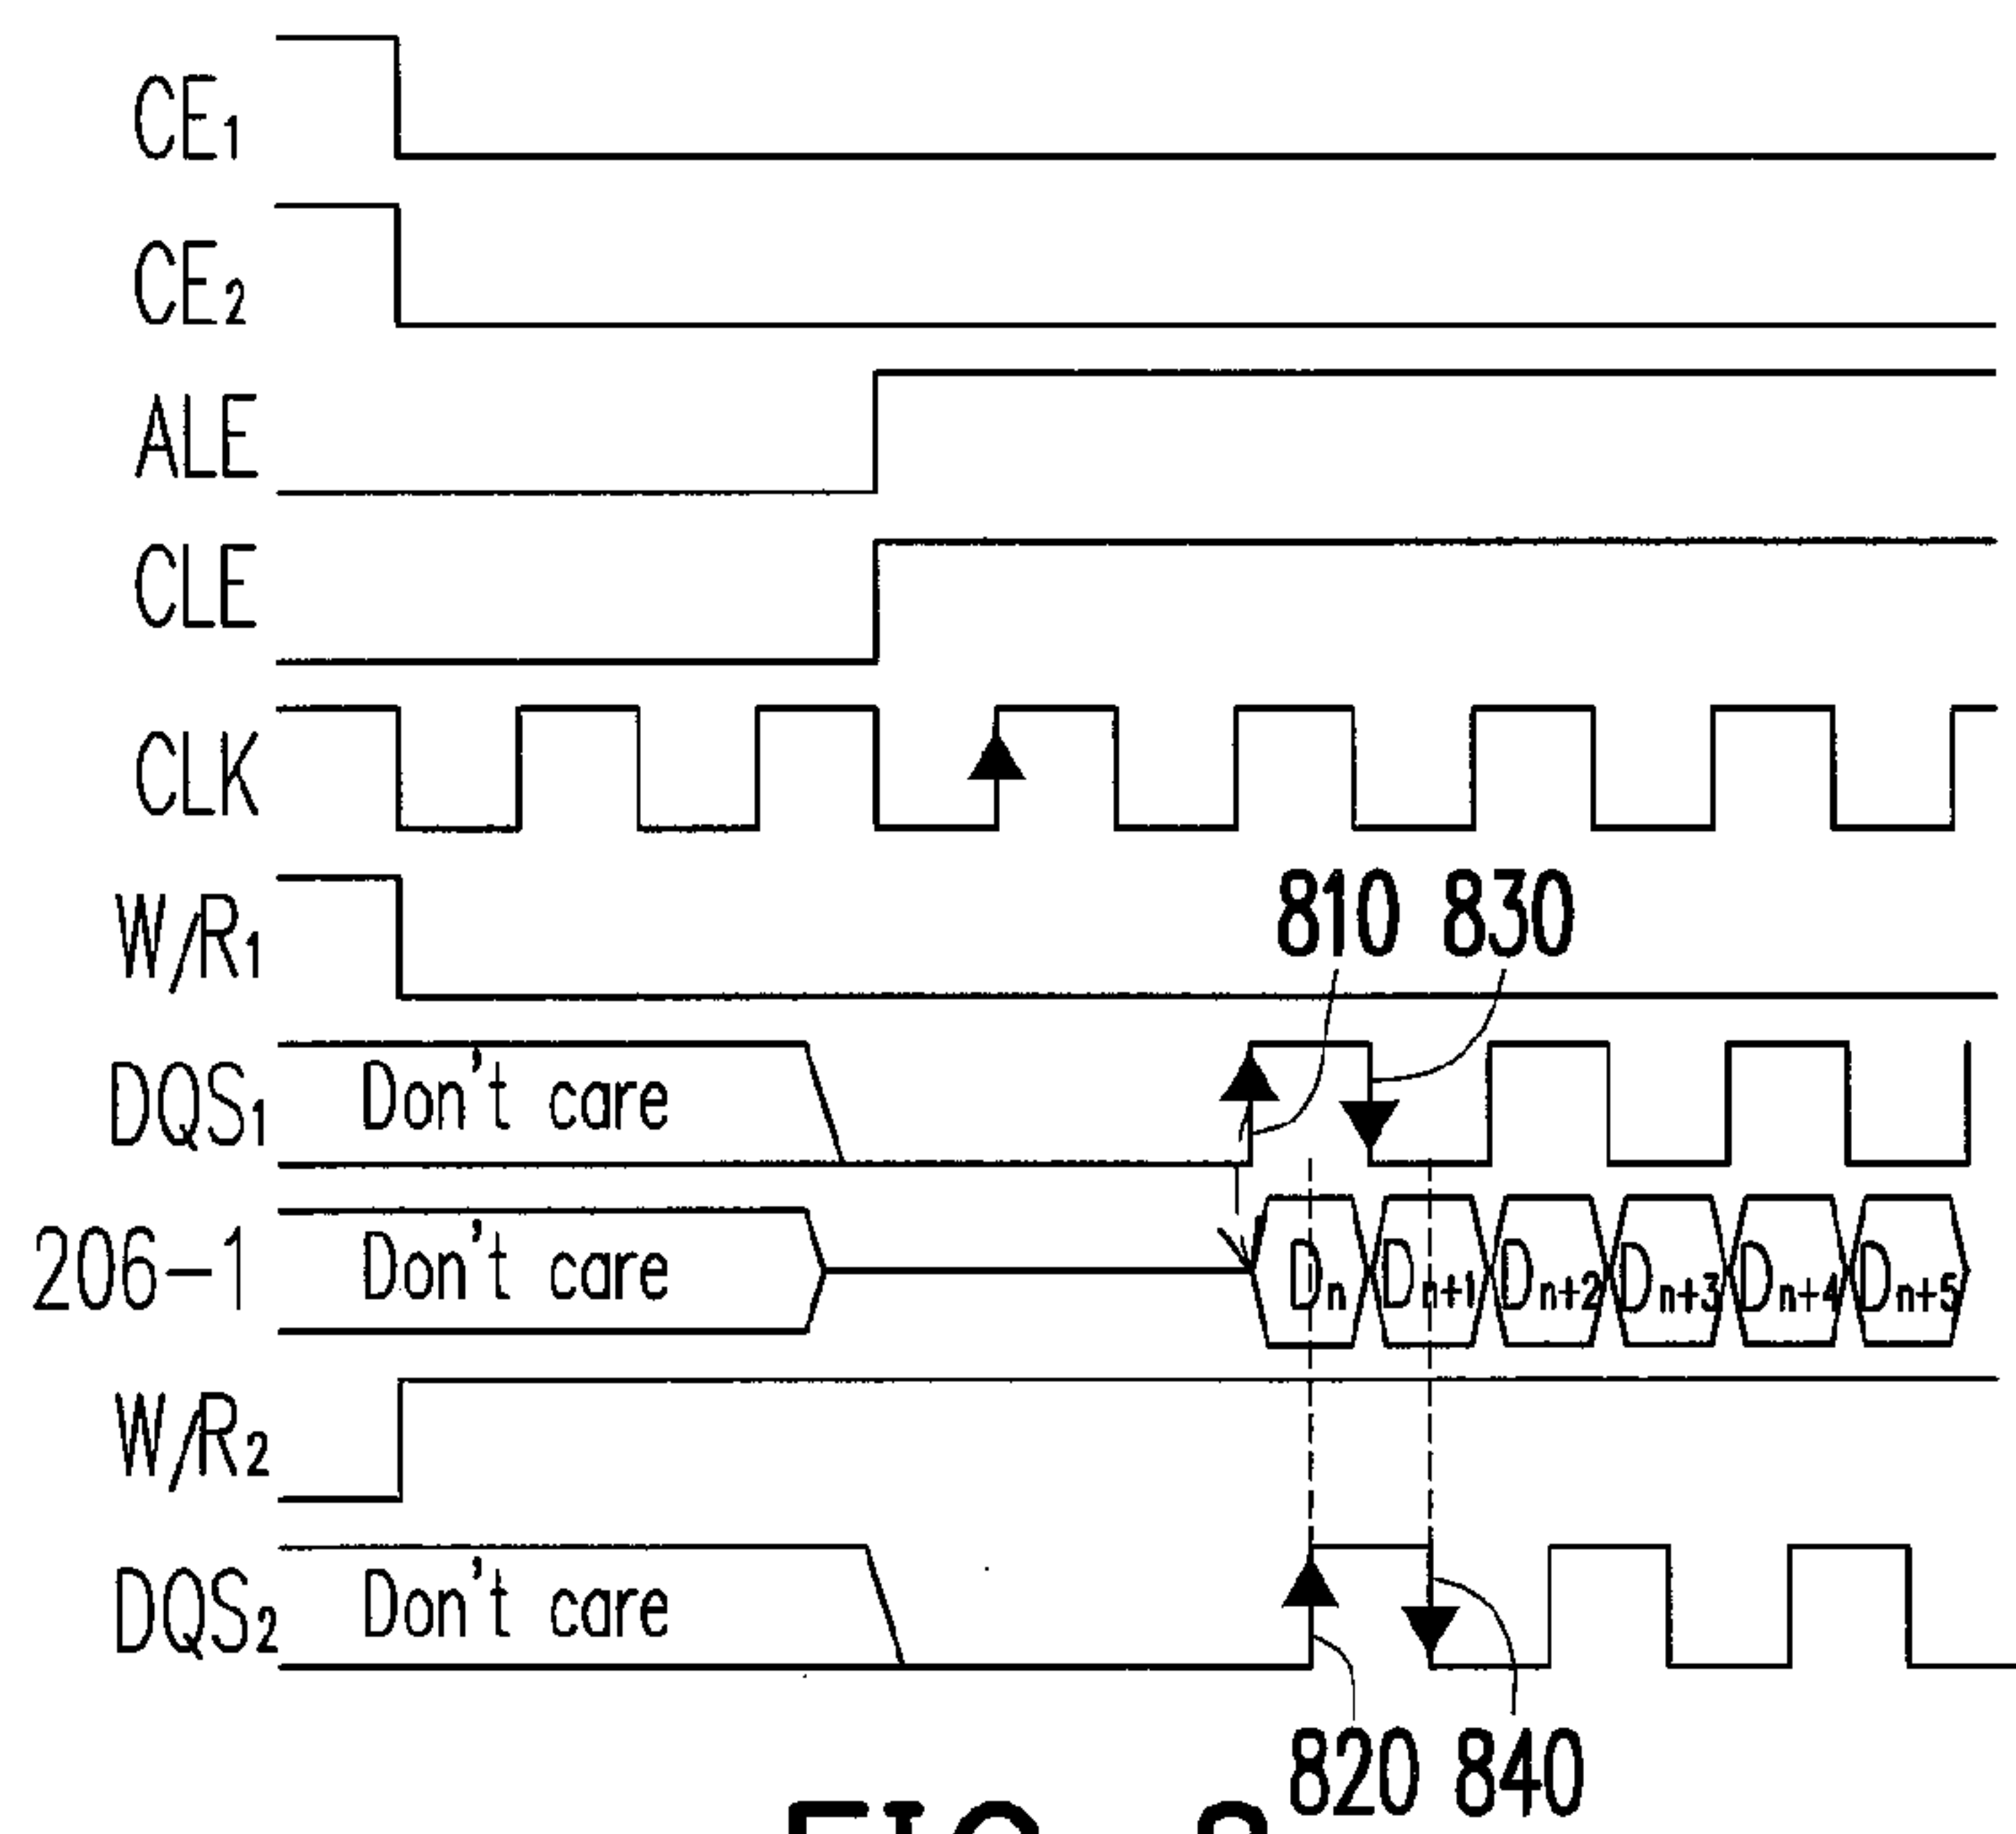 CE1
CE2
ALE
CLE
CLK
W/R1
810 830
DQS1 Don't care
206-1 Don't care Dn Dn+1 Dn+2 Dn+3 Dn+4 Dn+5
W/R2
DQS2 Don't care
820 840